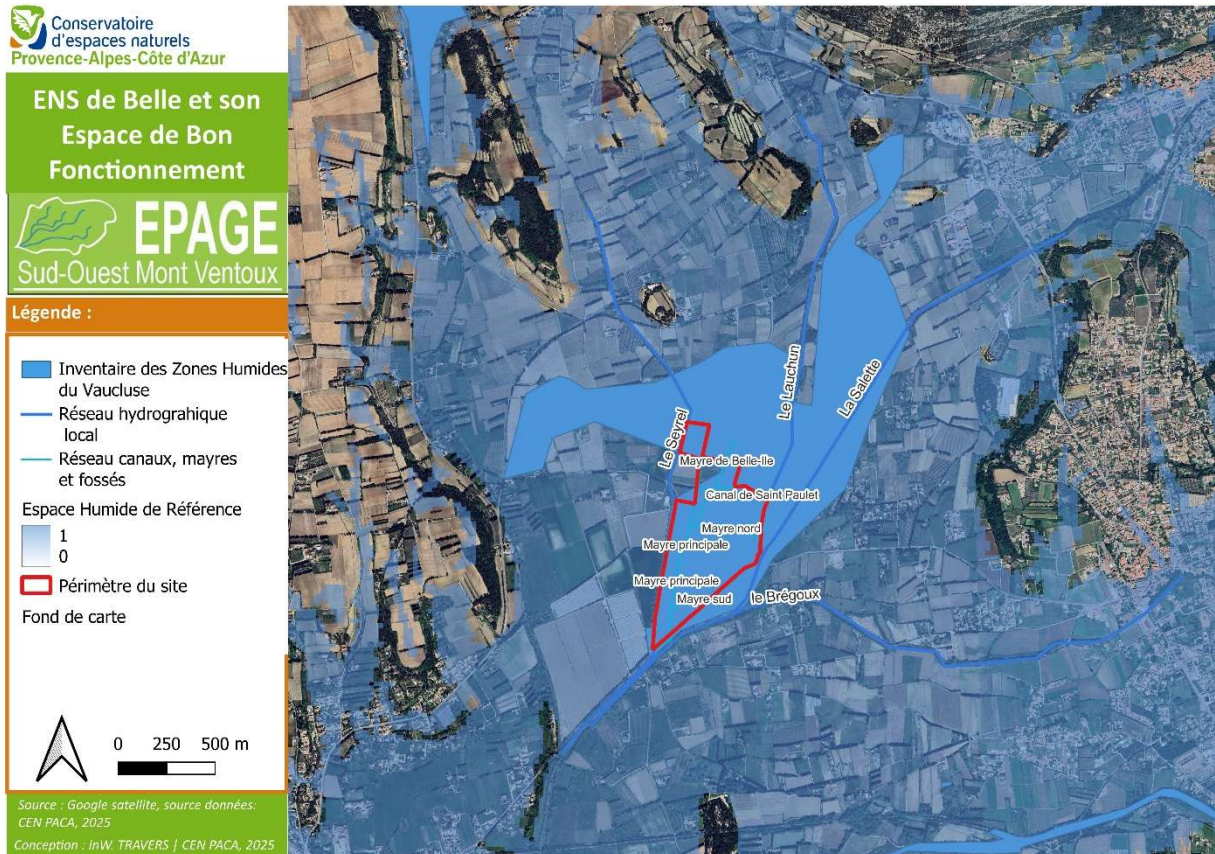 Conservatoire
d'espaces naturels
Provence-Alpes-Côte d'Azur
ENS de Belle et son
Espace de Bon
Fonctionnement
EPAGE
Sud-Ouest Mont Ventoux
Légende :
Inventaire des Zones Humides
du Vaucluse
Réseau hydrograhique
local
Réseau canaux, mayres
et fossés
Espace Humide de Référence
1
0
Périmètre du site
Fond de carte
0 250 500 m
Source : Google satellite, source données:
CEN PACA, 2025
Conception : InW. TRAVERS | CEN PACA, 2025
Le Seyrel
Le Lauchun
La Salette
Mayre de Belle-Ile
Canal de Saint Paulet
Mayre nord
Mayre principale
Mayre principale
Mayre sud
le Brégoux